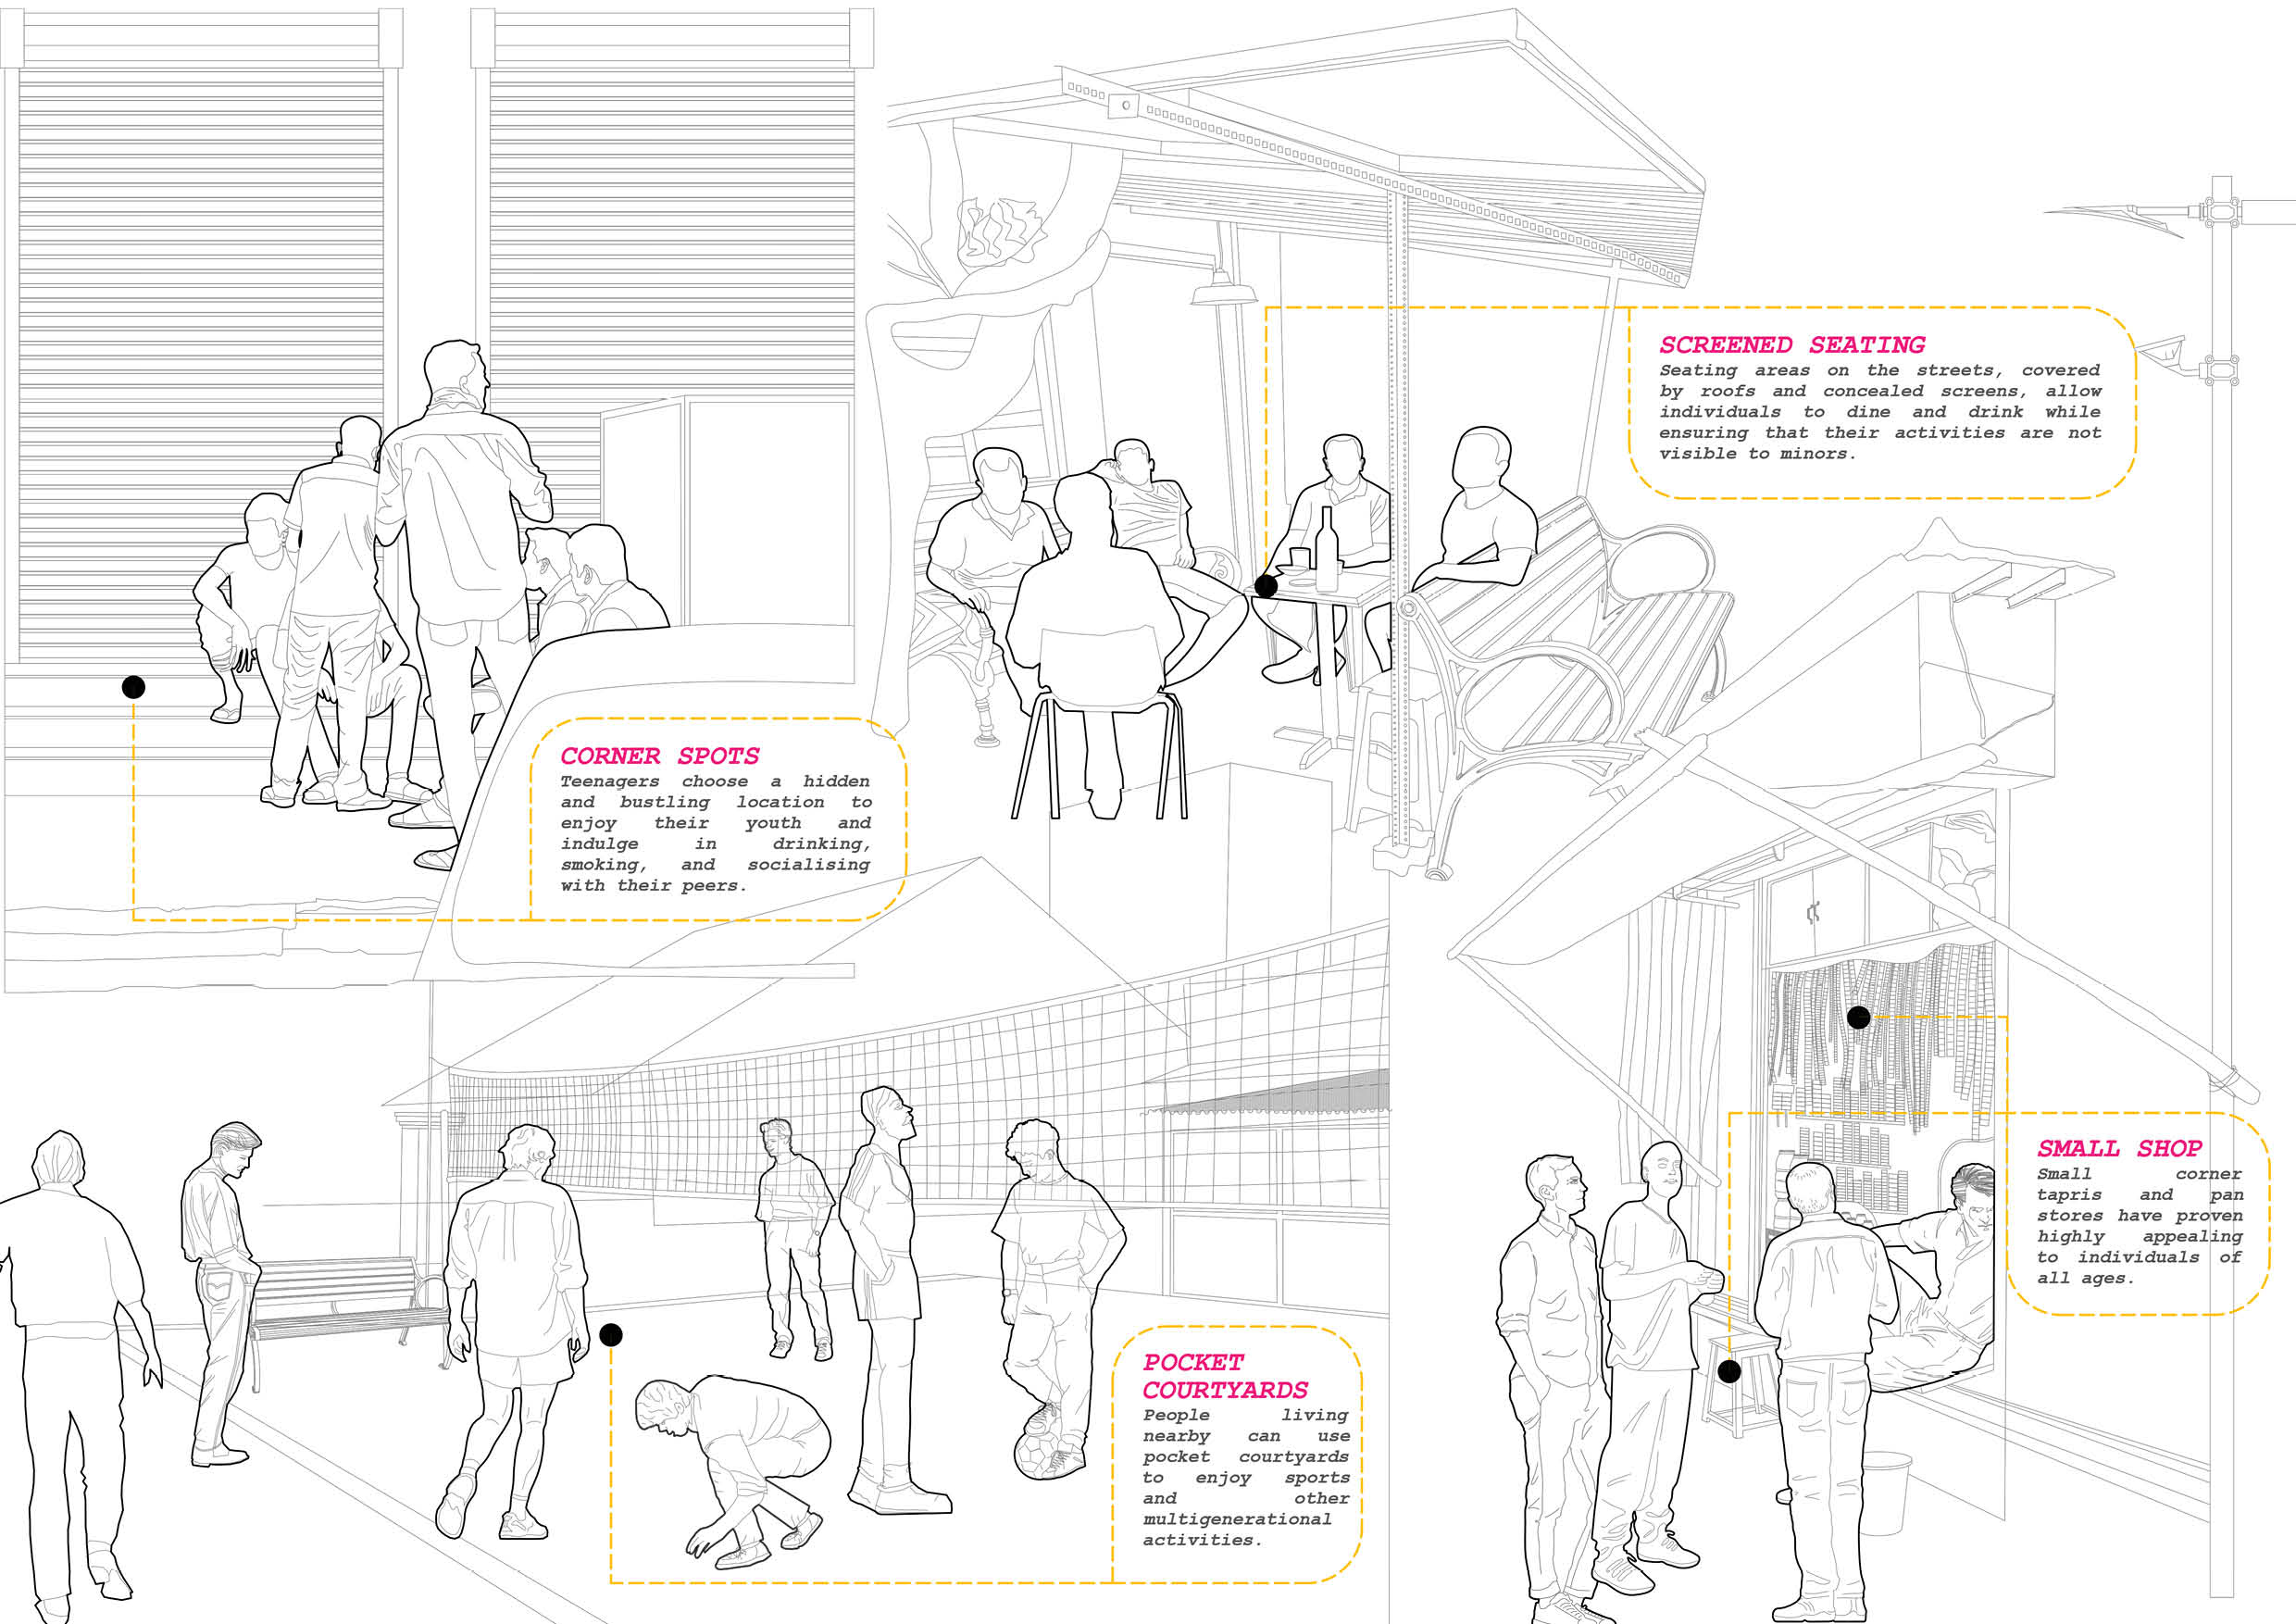 SCREENED SEATING
Seating areas on the streets, covered
by roofs and concealed screens, allow
individuals to dine and drink while
ensuring that their activities are not
visible to minors.
CORNER SPOTS
Teenagers choose a hidden
and bustling location to
enjoy their youth and
indulge in drinking,
smoking, and socialising
with their peers.
SMALL SHOP
Small corner
tapris and pan
stores have proven
highly appealing
to individuals of
all ages.
POCKET
COURTYARDS
People living
nearby can use
pocket courtyards
to enjoy sports
and other
multigenerational
activities.